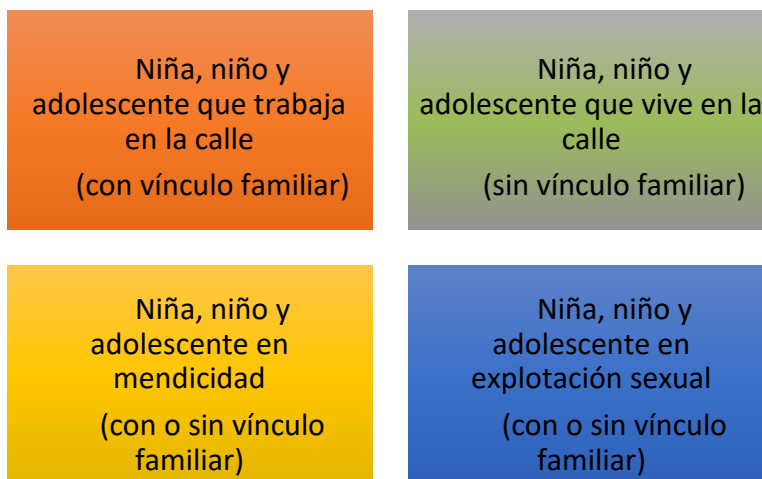 Niña, niño y
adolescente que trabaja
en la calle
(con vínculo familiar)
Niña, niño y
adolescente que vive en la
calle
(sin vínculo familiar)
Niña, niño y
adolescente en
mendicidad
(con o sin vínculo
familiar)
Niña, niño y
adolescente en
explotación sexual
(con o sin vínculo
familiar)